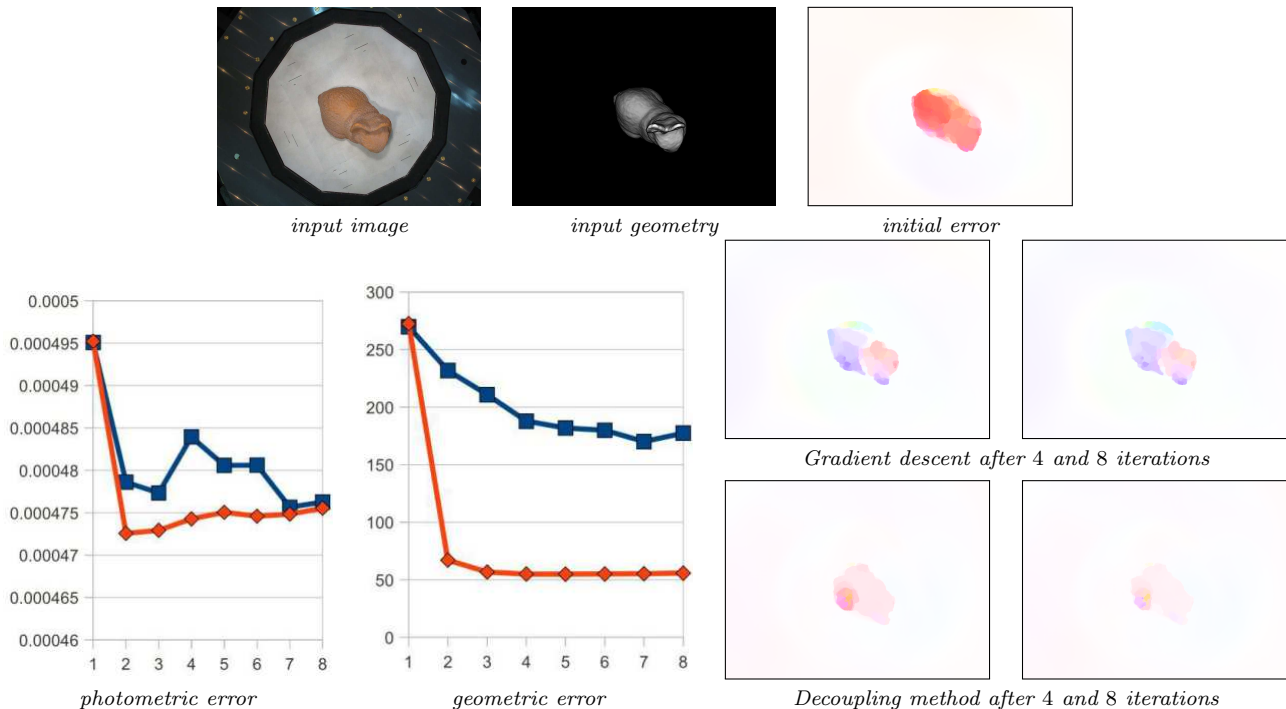 input image
input geometry
initial error
0.0005
0.000495
0.00049
0.000485
0.00048
0.000475
0.00047
0.000465
0.00046
1 2 3 4 5 6 7 8
photometric error
300
250
200
150
100
50
0
1 2 3 4 5 6 7 8
geometric error
Gradient descent after 4 and 8 iterations
Decoupling method after 4 and 8 iterations